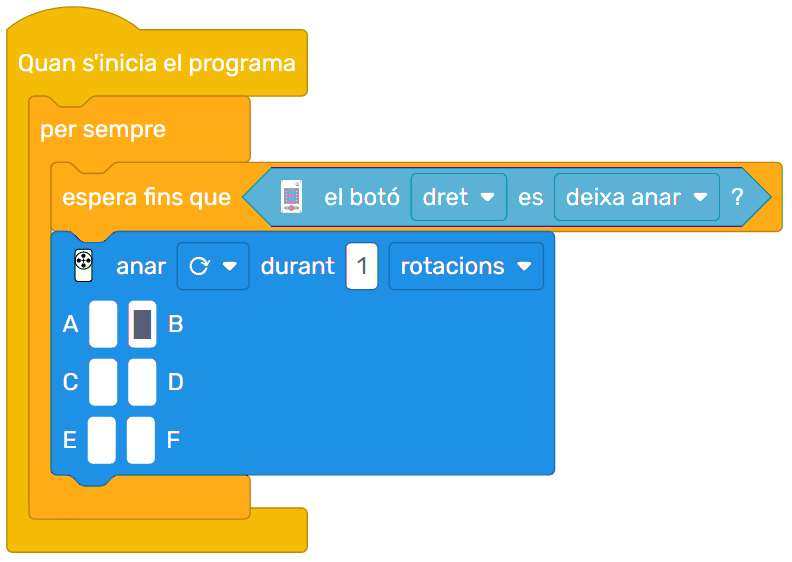 Quan s'inicia el programa
per sempre
espera fins que el botó dret es deixa anar ?
anar durant 1 rotacions
A B
C D
E F